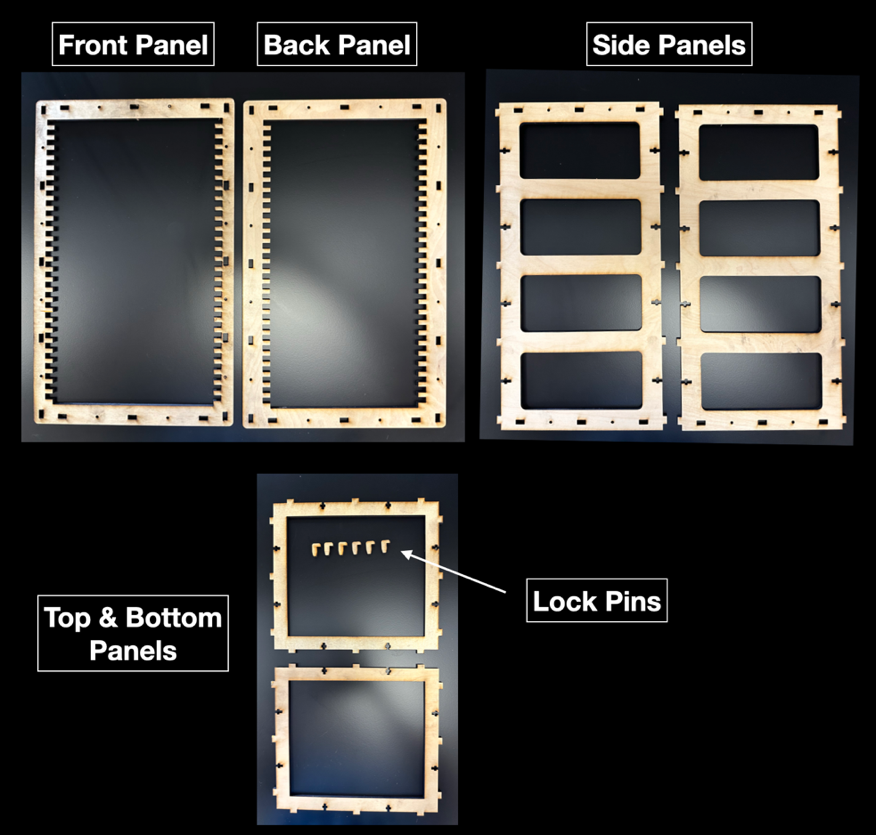 Front Panel
Back Panel
Side Panels
Top & Bottom
Panels
Lock Pins